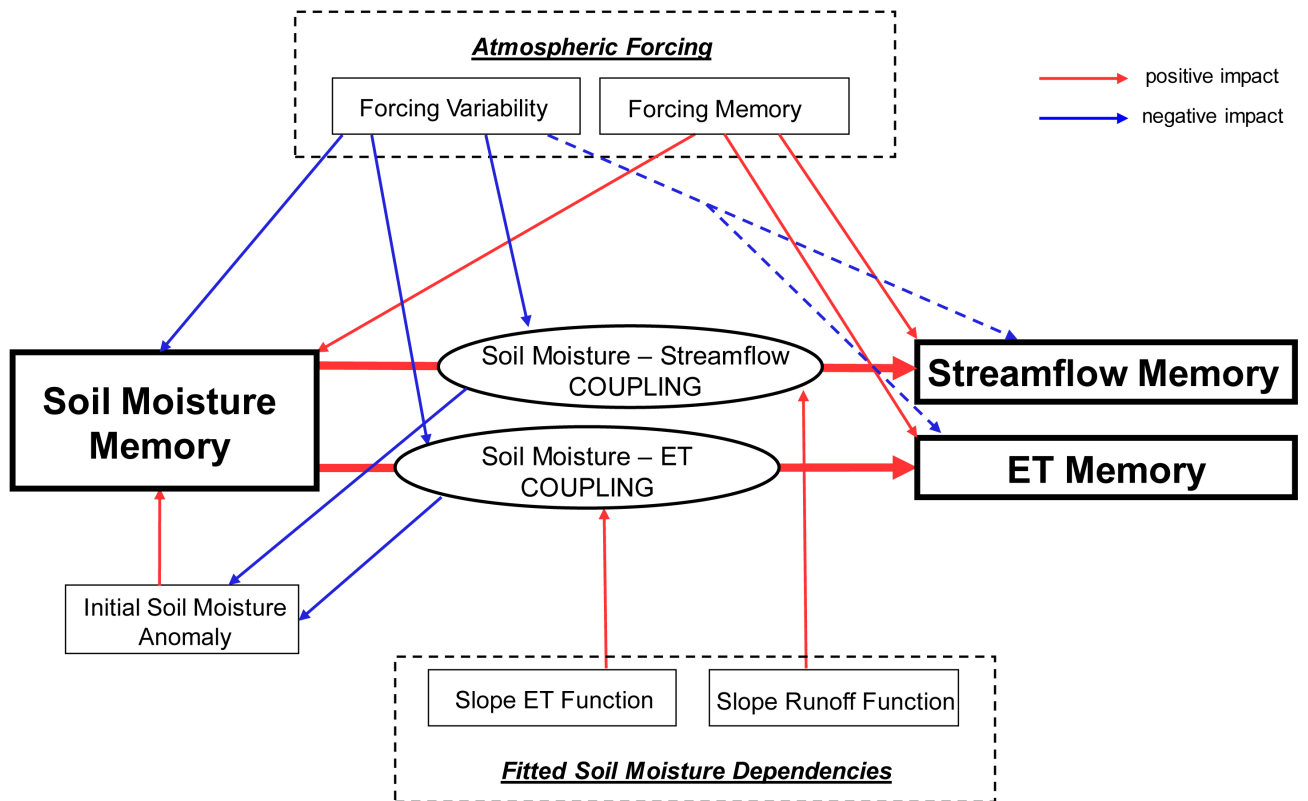 Atmospheric Forcing
Forcing Variability
Forcing Memory
positive impact
negative impact
Soil Moisture
Memory
Soil Moisture – Streamflow
COUPLING
Streamflow Memory
Soil Moisture – ET
COUPLING
ET Memory
Initial Soil Moisture
Anomaly
Slope ET Function
Slope Runoff Function
Fitted Soil Moisture Dependencies